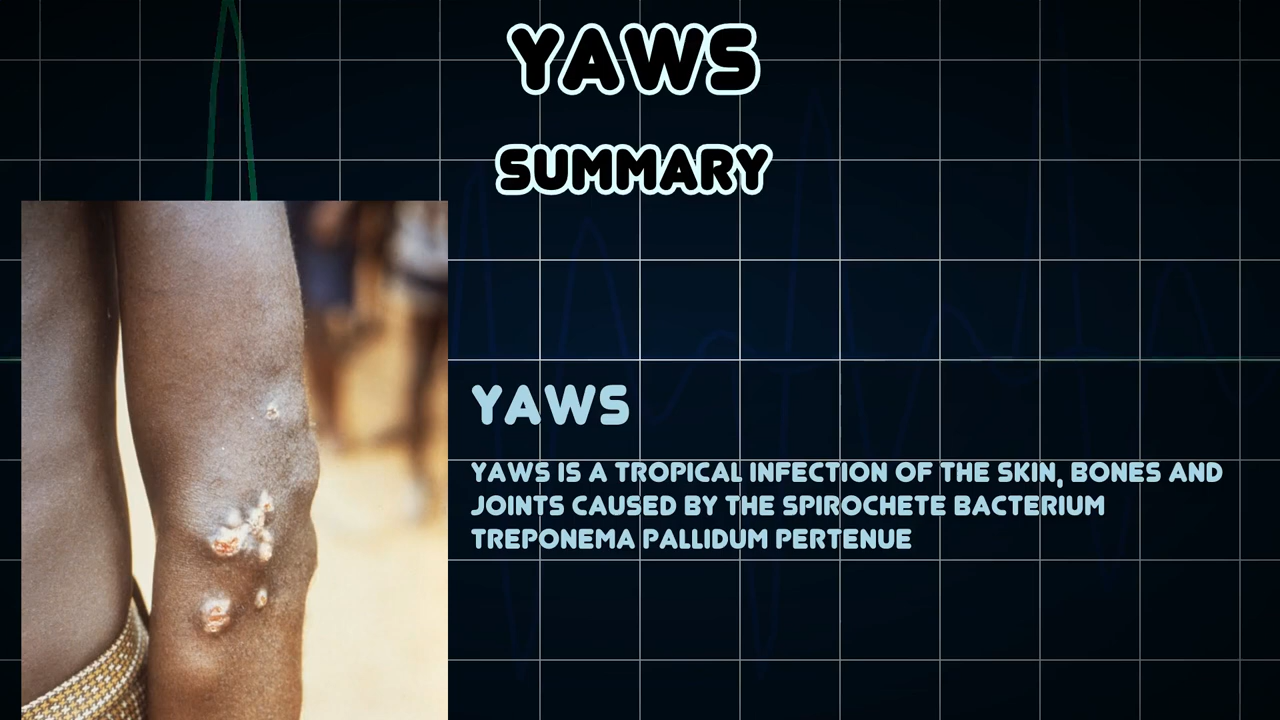 YAWS
SUMMARY
YAWS
YAWS IS A TROPICAL INFECTION OF THE SKIN, BONES AND
JOINTS CAUSED BY THE SPIROCHETE BACTERIUM
TREPONEMA PALLIDUM PERTENUE